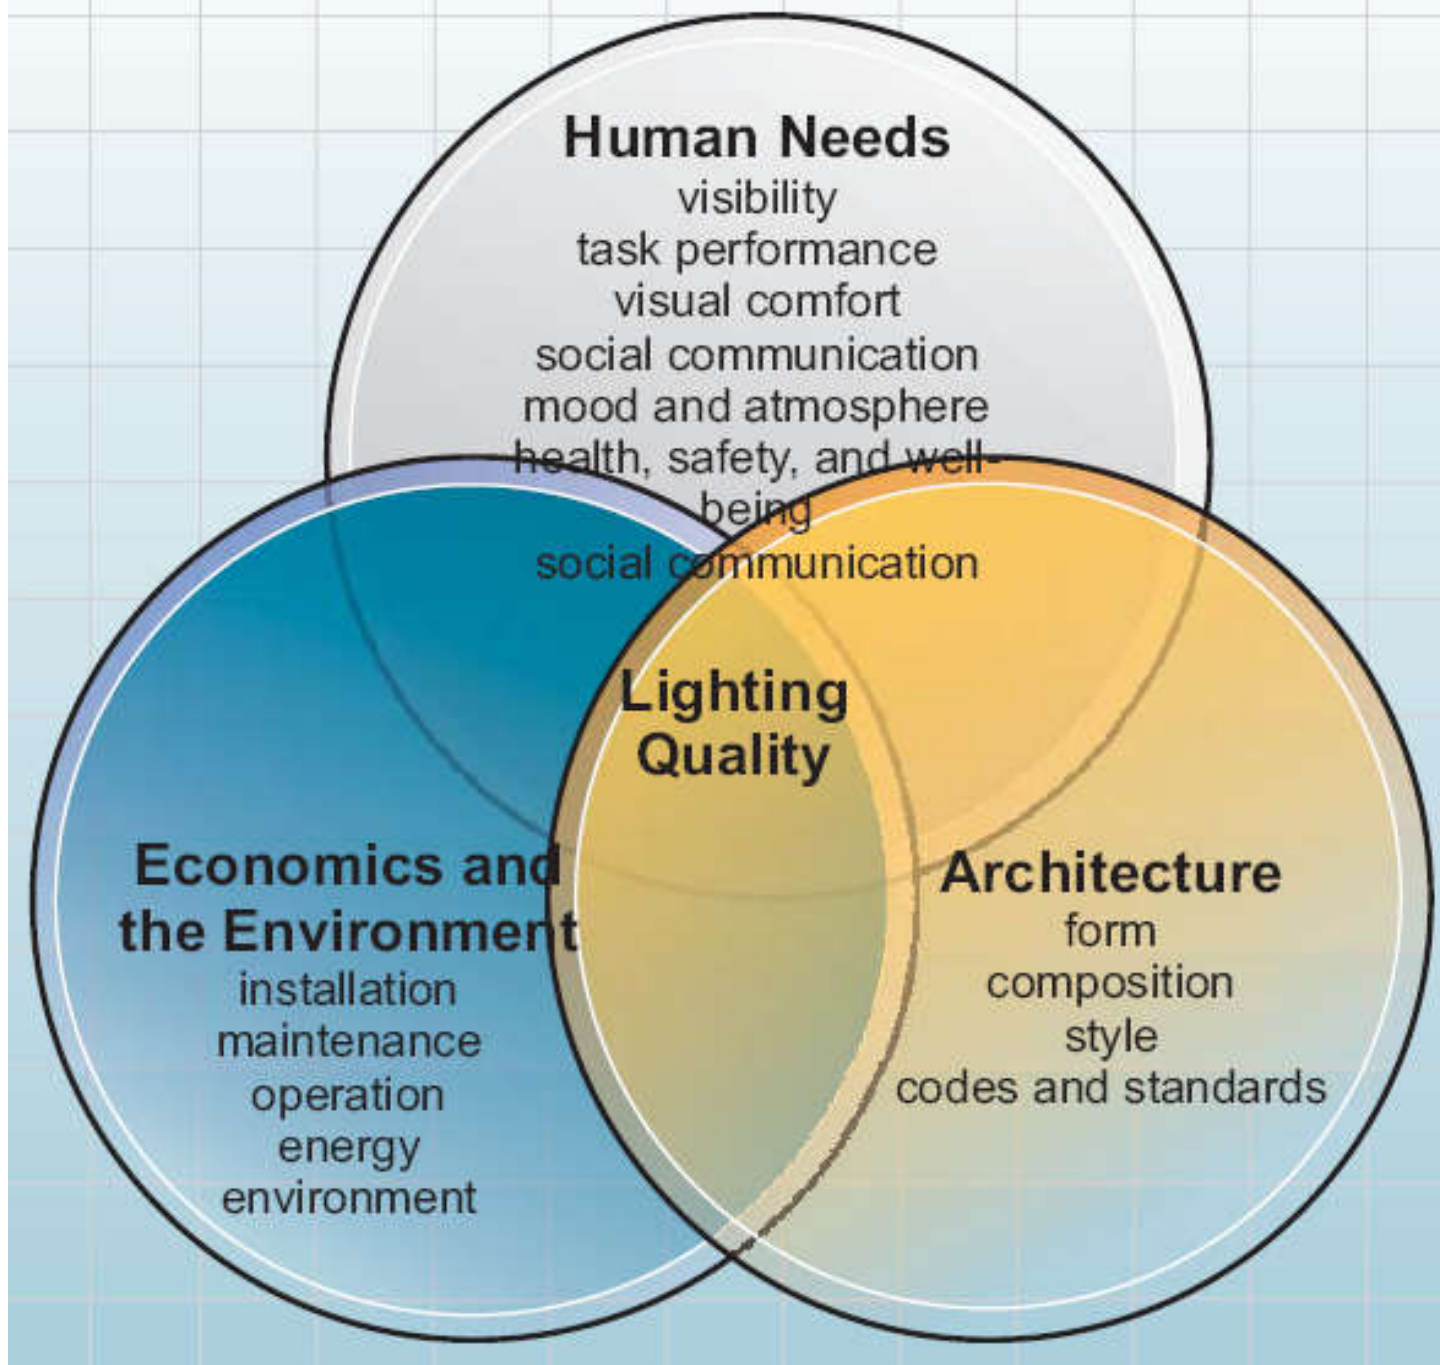 Human Needs
visibility
task performance
visual comfort
social communication
mood and atmosphere
health, safety, and well-
being
social communication
Lighting
Quality
Economics and
the Environment
installation
maintenance
operation
energy
environment
Architecture
form
composition
style
codes and standards